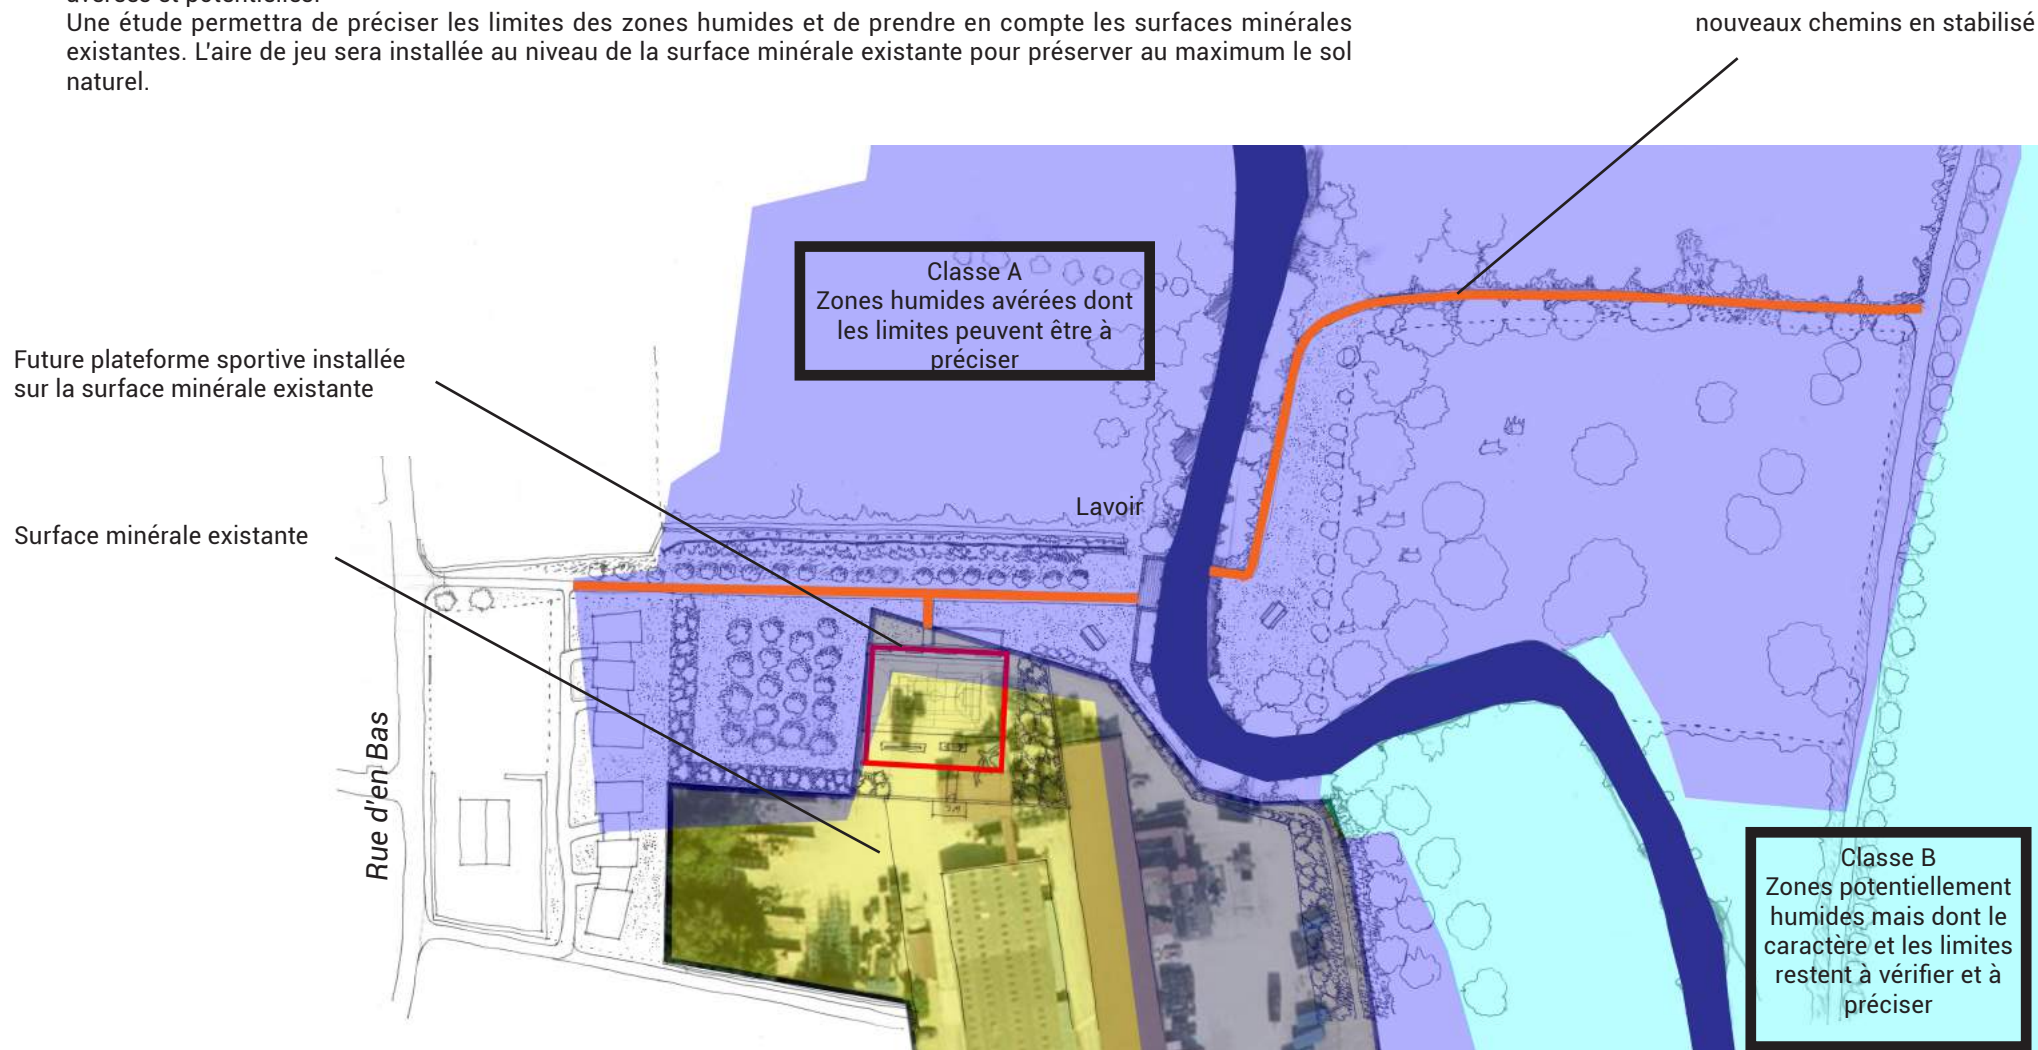 avérées et potentielles.
Une étude permettra de préciser les limites des zones humides et de prendre en compte les surfaces minérales
existantes. L'aire de jeu sera installée au niveau de la surface minérale existante pour préserver au maximum le sol
naturel.
nouveaux chemins en stabilisé
Classe A
Zones humides avérées dont
les limites peuvent être à
préciser
Future plateforme sportive installée
sur la surface minérale existante
Lavoir
Surface minérale existante
Rue d'en Bas
Classe B
Zones potentiellement
humides mais dont le
caractère et les limites
restent à vérifier et à
préciser